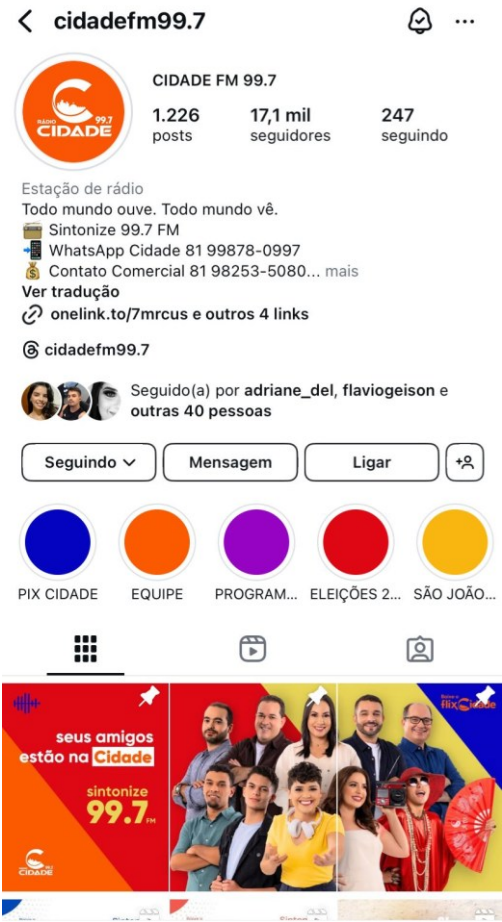 cidadefm99.7
CIDADE FM 99.7
1.226 17,1 mil 247
posts seguidores seguindo
RÁDIO 99.7
CIDADE
Estação de rádio
Todo mundo ouve. Todo mundo vê.
Sintonize 99.7 FM
WhatsApp Cidade 81 99878-0997
Contato Comercial 81 98253-5080... mais
Ver tradução
onelink.to/7mrcus e outros 4 links
cidadefm99.7
Seguido(a) por adriane_del, flaviogeison e
outras 40 pessoas
Seguindo Mensagem Ligar
PIX CIDADE EQUIPE PROGRAM... ELEIÇÕES 2... SÃO JOÃO...
seus amigos
estão na Cidade
sintonize
99.7 FM
CIDADE
flix Cidade